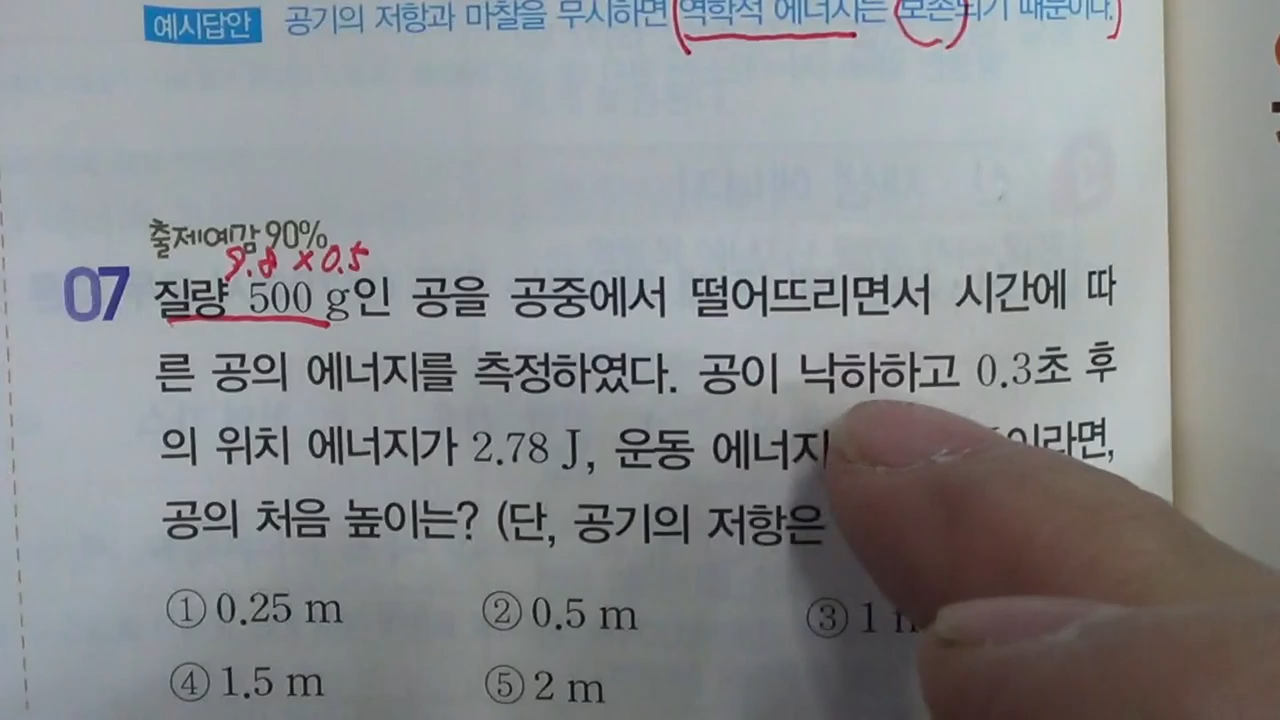 예시답안 공기의 저항과 마찰을 무시하면 역학적 에너지는 보존되기 때문이다.
출제예감 90%
9.8 × 0.5
07 질량 500 g인 공을 공중에서 떨어뜨리면서 시간에 따
른 공의 에너지를 측정하였다. 공이 낙하하고 0.3초 후
의 위치 에너지가 2.78 J, 운동 에너지 이라면,
공의 처음 높이는? (단, 공기의 저항은
① 0.25 m ② 0.5 m ③ 1
④ 1.5 m ⑤ 2 m